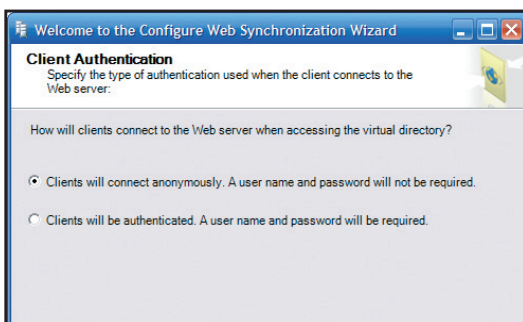 Welcome to the Configure Web Synchronization Wizard
Client Authentication
Specify the type of authentication used when the client connects to the
Web server:
How will clients connect to the Web server when accessing the virtual directory?
Clients will connect anonymously. A user name and password will not be required.
Clients will be authenticated. A user name and password will be required.